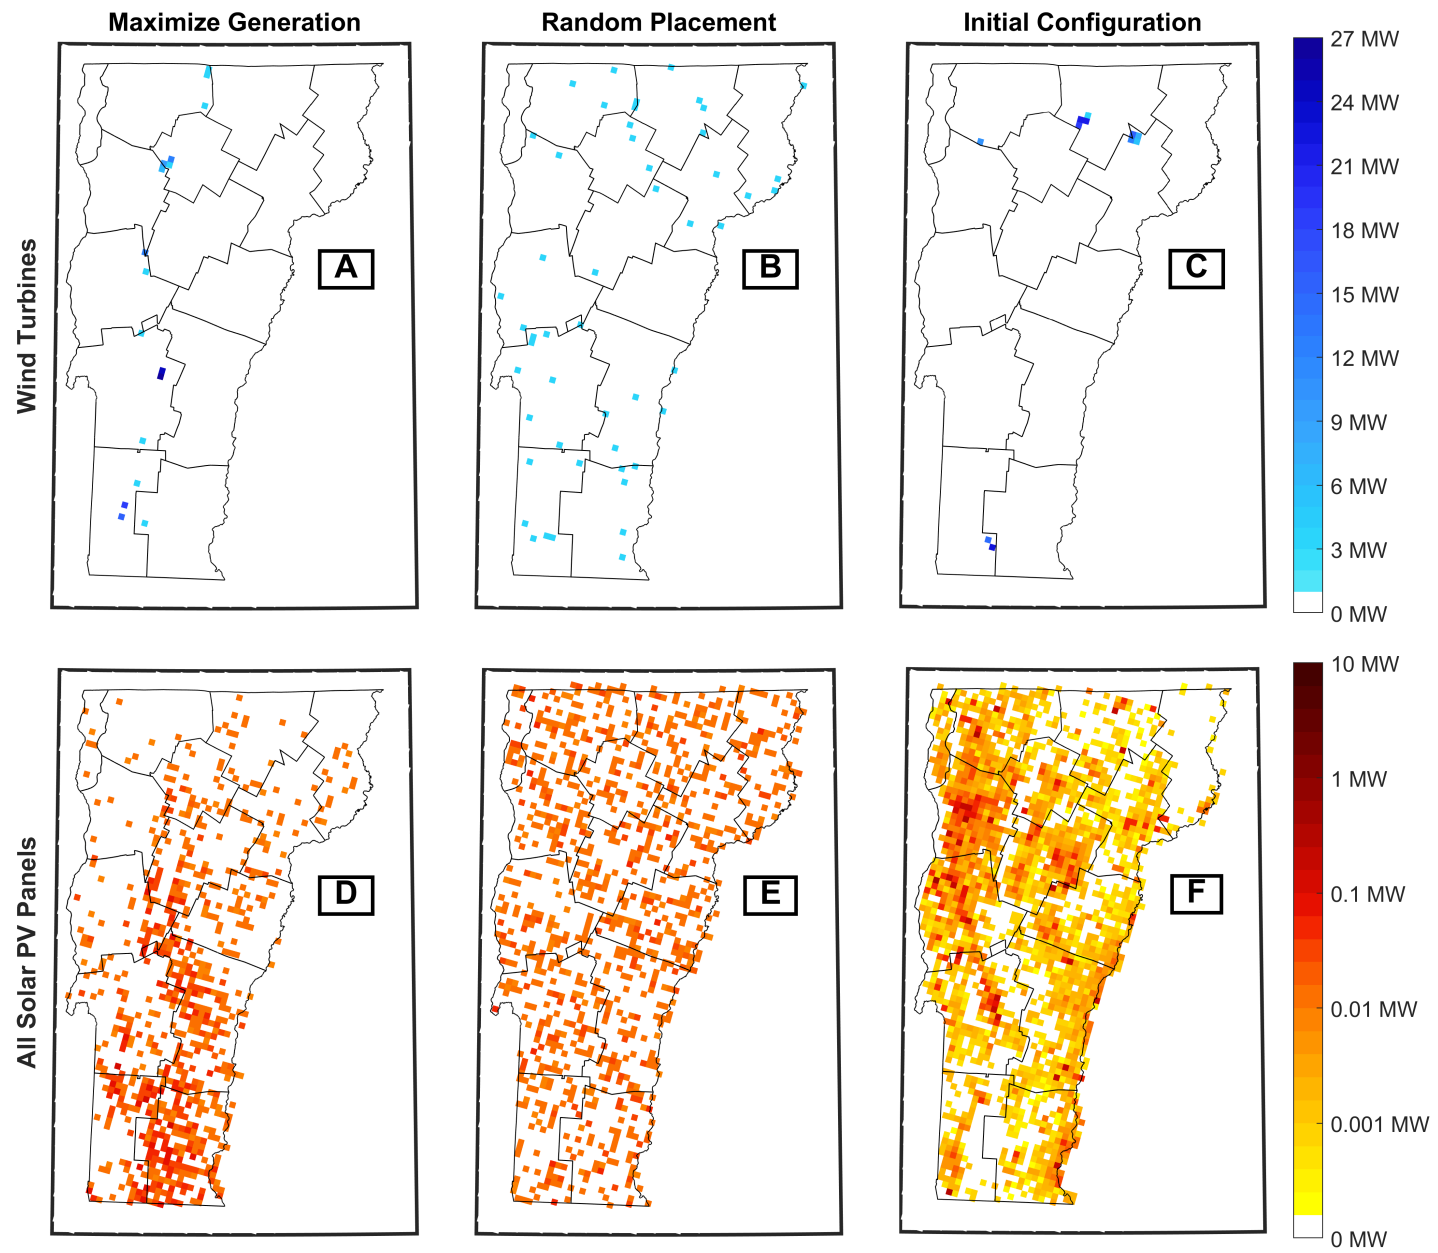 Maximize Generation
Random Placement
Initial Configuration
Wind Turbines
A
B
C
27 MW
24 MW
21 MW
18 MW
15 MW
12 MW
9 MW
6 MW
3 MW
0 MW
All Solar PV Panels
D
E
F
10 MW
1 MW
0.1 MW
0.01 MW
0.001 MW
0 MW